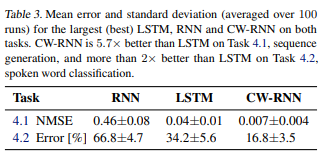 Table 3. Mean error and standard deviation (averaged over 100
runs) for the largest (best) LSTM, RNN and CW-RNN on both
tasks. CW-RNN is 5.7× better than LSTM on Task 4.1, sequence
generation, and more than 2× better than LSTM on Task 4.2,
spoken word classification.
Task RNN LSTM CW-RNN
4.1 NMSE 0.46±0.08 0.04±0.01 0.007±0.004
4.2 Error [%] 66.8±4.7 34.2±5.6 16.8±3.5